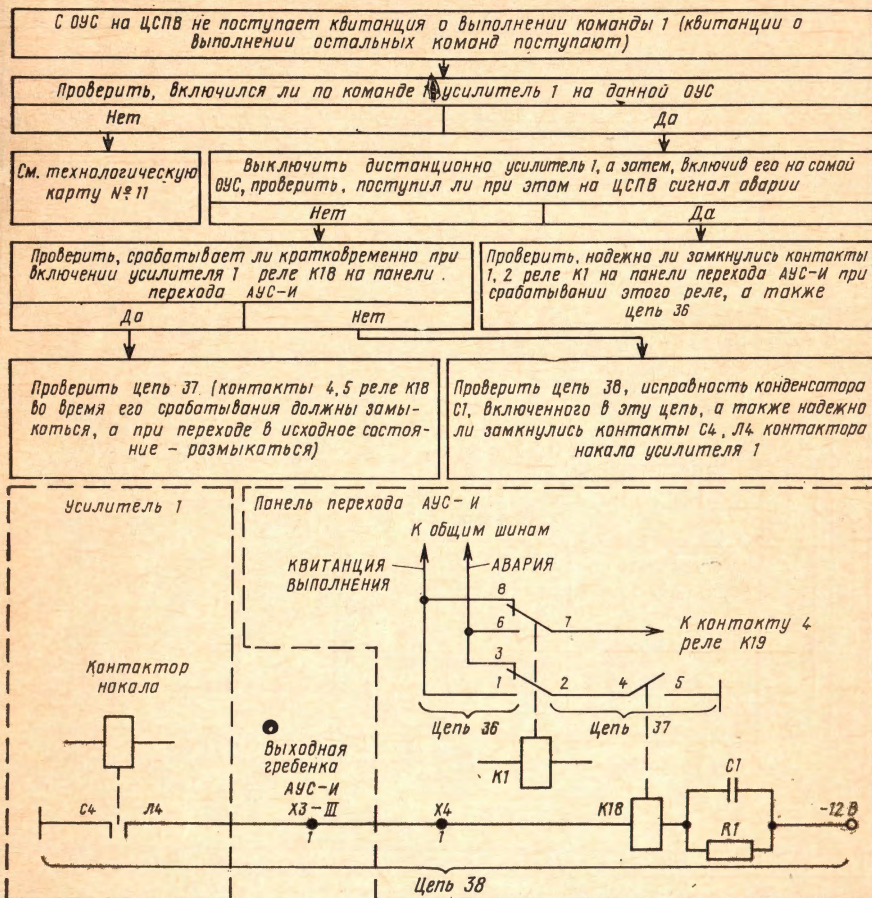 С ОУС на ЦСПВ не поступает квитанция о выполнении команды 1 (квитанции о
выполнении остальных команд поступают)
Проверить, включился ли по команде 1 усилитель 1 на данной ОУС
Нет
Да
См. технологическую
карту № 11
Выключить дистанционно усилитель 1, а затем, включив его на самой
ОУС, проверить, поступил ли при этом на ЦСПВ сигнал аварии
Нет
Да
Проверить, срабатывает ли кратковременно при
включении усилителя 1 реле К18 на панели
перехода АУС-И
Да
Нет
Проверить, надежно ли замкнулись контакты
1, 2 реле К1 на панели перехода АУС-И при
срабатывании этого реле, а также
цепь 36
Проверить цепь 37 (контакты 4, 5 реле К18
во время его срабатывания должны замы-
каться, а при переходе в исходное состоя-
ние - размыкаться)
Проверить цепь 38, исправность конденсатора
С1, включенного в эту цепь, а также надежно
ли замкнулись контакты С4, Л4 контактора
накала усилителя 1
Усилитель 1
Панель перехода АУС-И
К общим шинам
КВИТАНЦИЯ
ВЫПОЛНЕНИЯ
АВАРИЯ
8
6
7
К контакту 4
реле К19
3
1
2
4
5
Цепь 36
Цепь 37
Контактор
накала
Выходная
гребенка
АУС-И
К1
С1
С4
Л4
Х3-III
1
Х4
1
К18
R1
-12 В
Цепь 38